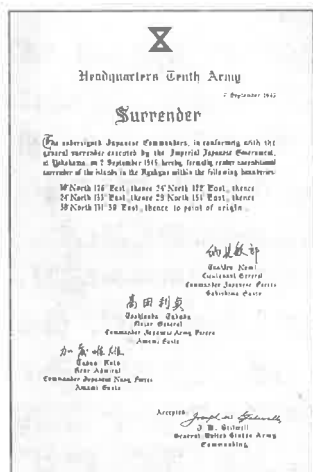 Headquarters Tenth Army
7 September 1945
Surrender
The undersigned Japanese Commanders, in conformity with the
general surrender executed by the Imperial Japanese Government,
at Yokohama, on 2 September 1945, hereby formally render unconditional
surrender of the islands in the Ryukyus within the following boundaries:
30° North 126° East, thence 24° North 122° East, thence
24° North 133° East, thence 29° North 131° East, thence
30° North 131° 30' East, thence to point of origin.
納見敏郎
Toshiro Nomi
Lieutenant General
Commander Japanese Forces
Sakishima Gunto
高田利貞
Toshisada Takada
Major General
Commander Japanese Army Forces
Amami Gunto
加藤唯雄
Tadao Kato
Rear Admiral
Commander Japanese Navy Forces
Amami Gunto
Accepted: Joseph W Stilwell
J. W. Stilwell
General United States Army
Commanding